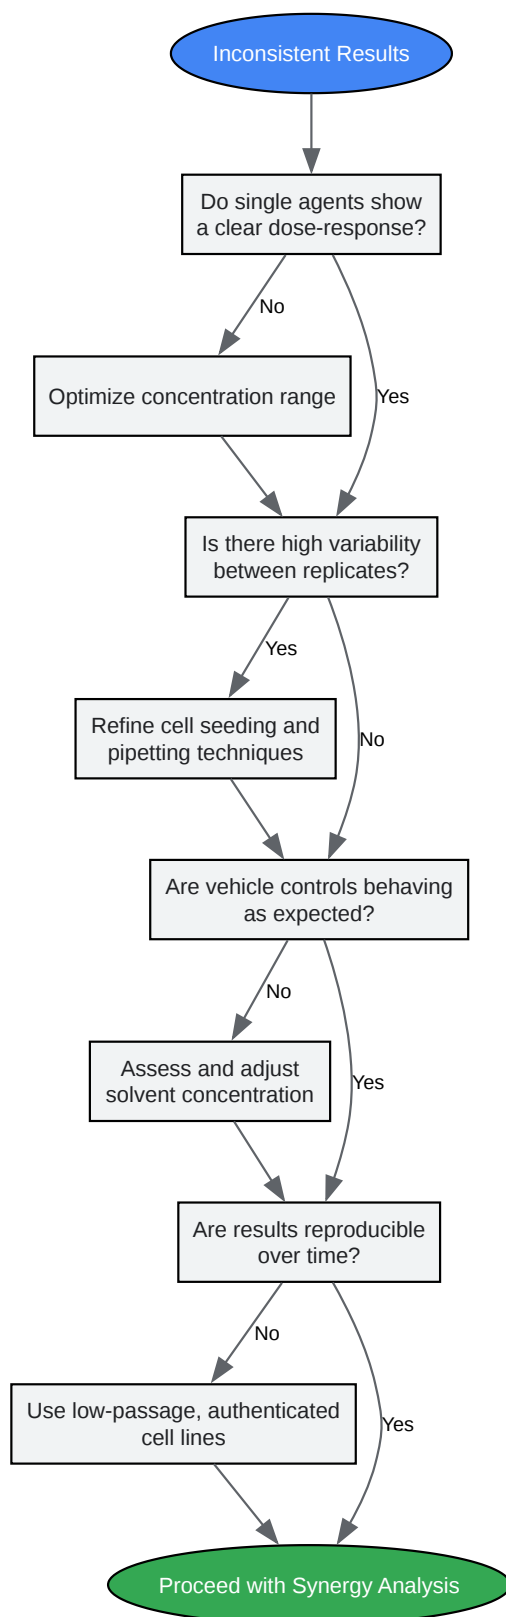 Inconsistent Results
Do single agents show
a clear dose-response?
No
Optimize concentration range
Yes
Is there high variability
between replicates?
Yes
Refine cell seeding and
pipetting techniques
No
Are vehicle controls behaving
as expected?
No
Assess and adjust
solvent concentration
Yes
Are results reproducible
over time?
No
Use low-passage, authenticated
cell lines
Yes
Proceed with Synergy Analysis